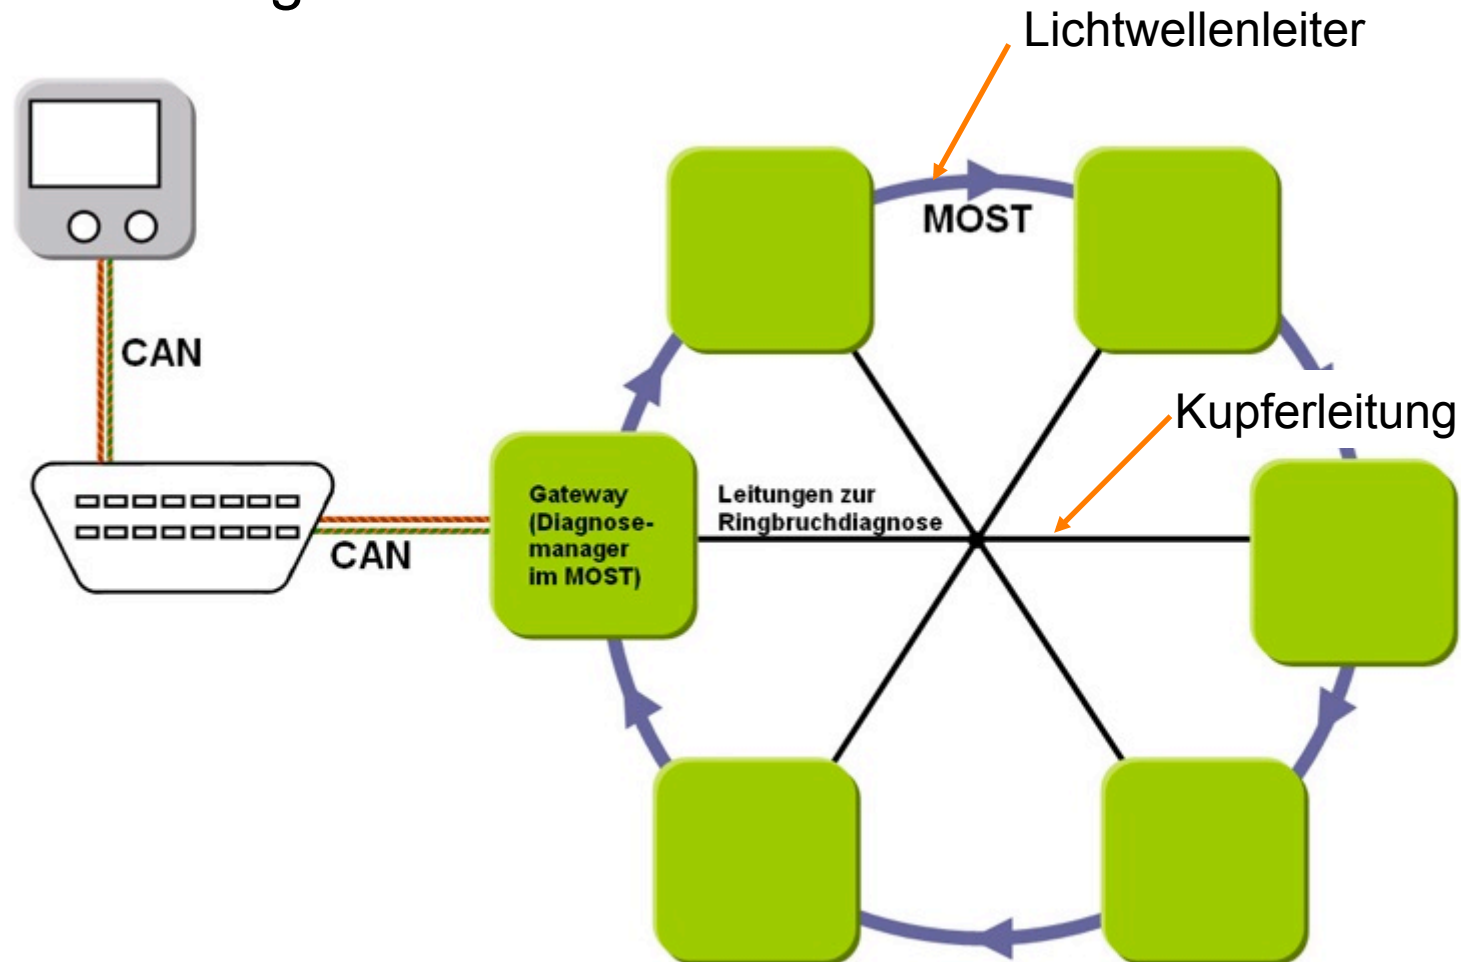 Lichtwellenleiter
MOST
CAN
Kupferleitung
Gateway
(Diagnose-
manager
im MOST)
Leitungen zur
Ringbruchdiagnose
CAN